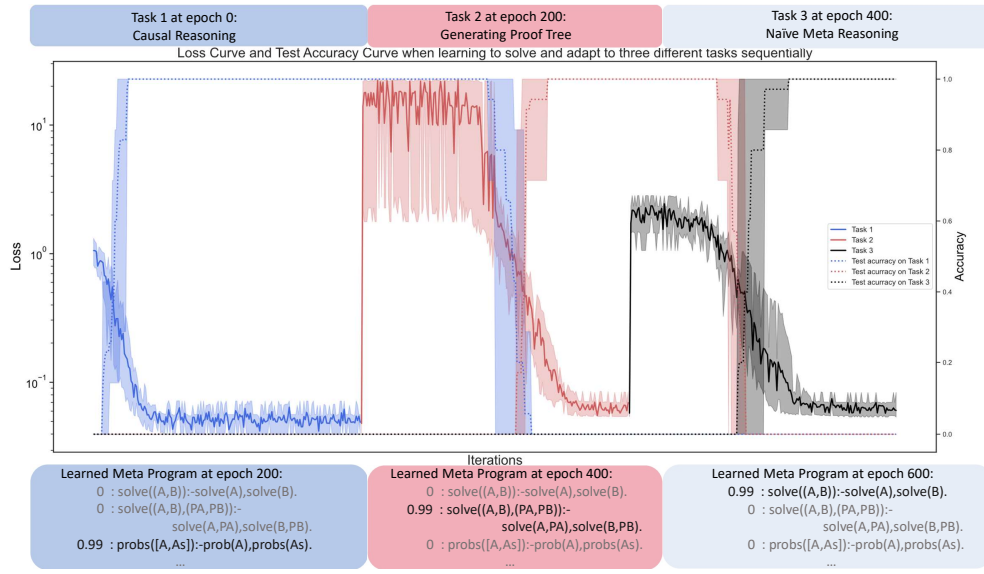 Task 1 at epoch 0:
Causal Reasoning
Task 2 at epoch 200:
Generating Proof Tree
Task 3 at epoch 400:
Naïve Meta Reasoning
Loss Curve and Test Accuracy Curve when learning to solve and adapt to three different tasks sequentially
Loss
10¹
10⁰
10⁻¹
Accuracy
1.0
0.8
0.6
0.4
0.2
0.0
Task 1
Task 2
Task 3
Test acurracy on Task 1
Test acurracy on Task 2
Test acurracy on Task 3
Iterations
Learned Meta Program at epoch 200:
0 : solve((A,B)):-solve(A),solve(B).
0 : solve((A,B),(PA,PB)):-
solve(A,PA),solve(B,PB).
0.99 : probs([A,As]):-prob(A),probs(As).
...
Learned Meta Program at epoch 400:
0 : solve((A,B)):-solve(A),solve(B).
0.99 : solve((A,B),(PA,PB)):-
solve(A,PA),solve(B,PB).
0 : probs([A,As]):-prob(A),probs(As).
...
Learned Meta Program at epoch 600:
0.99 : solve((A,B)):-solve(A),solve(B).
0 : solve((A,B),(PA,PB)):-
solve(A,PA),solve(B,PB).
0 : probs([A,As]):-prob(A),probs(As).
...